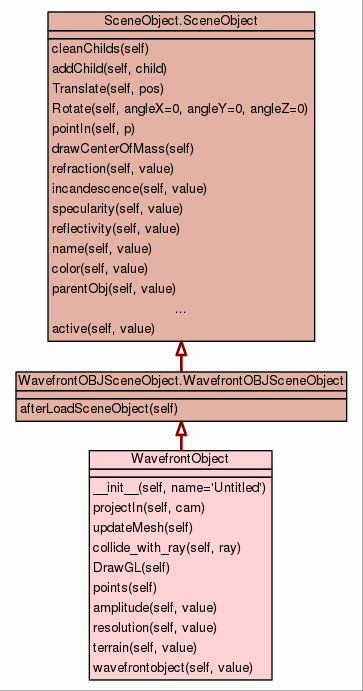 SceneObject.SceneObject
cleanChilds(self)
addChild(self, child)
Translate(self, pos)
Rotate(self, angleX=0, angleY=0, angleZ=0)
pointIn(self, p)
drawCenterOfMass(self)
refraction(self, value)
incandescence(self, value)
specularity(self, value)
reflectivity(self, value)
name(self, value)
color(self, value)
parentObj(self, value)
...
active(self, value)
WavefrontOBJSceneObject.WavefrontOBJSceneObject
afterLoadSceneObject(self)
WavefrontObject
__init__(self, name='Untitled')
projectIn(self, cam)
updateMesh(self)
collide_with_ray(self, ray)
DrawGL(self)
points(self)
amplitude(self, value)
resolution(self, value)
terrain(self, value)
wavefrontobject(self, value)